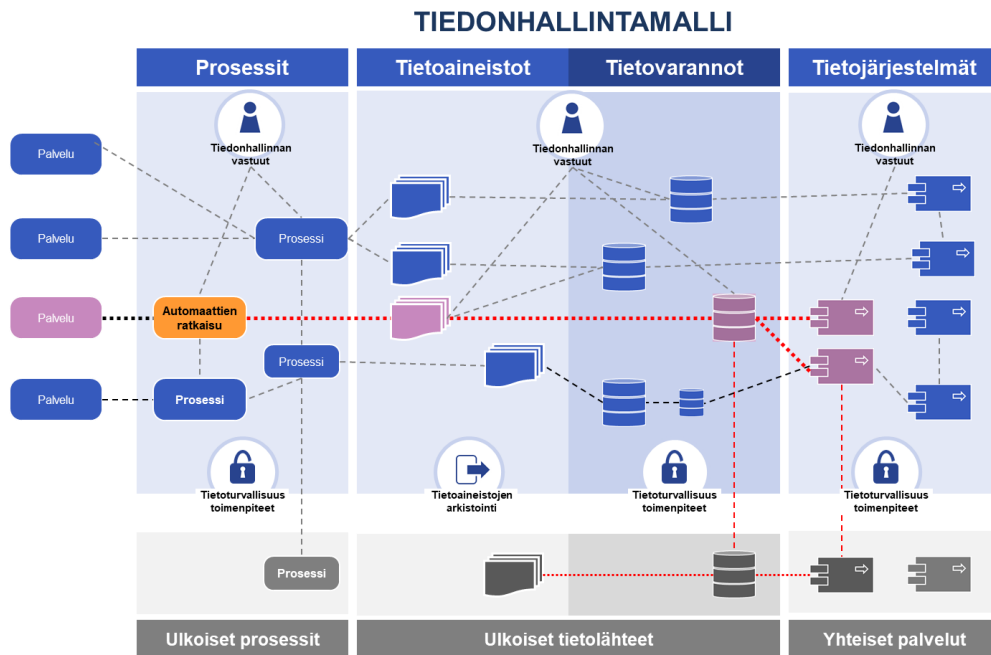 TIEDONHALLINTAMALLI
Prosessit
Tietoaineistot
Tietovarannot
Tietojärjestelmät
Tiedonhallinnan
vastuut
Tiedonhallinnan
vastuut
Tiedonhallinnan
vastuut
Palvelu
Palvelu
Prosessi
Palvelu
Automaattien
ratkaisu
Prosessi
Palvelu
Prosessi
Tietoturvallisuus
toimenpiteet
Tietoaineistojen
arkistointi
Tietoturvallisuus
toimenpiteet
Tietoturvallisuus
toimenpiteet
Prosessi
Ulkoiset prosessit
Ulkoiset tietolähteet
Yhteiset palvelut